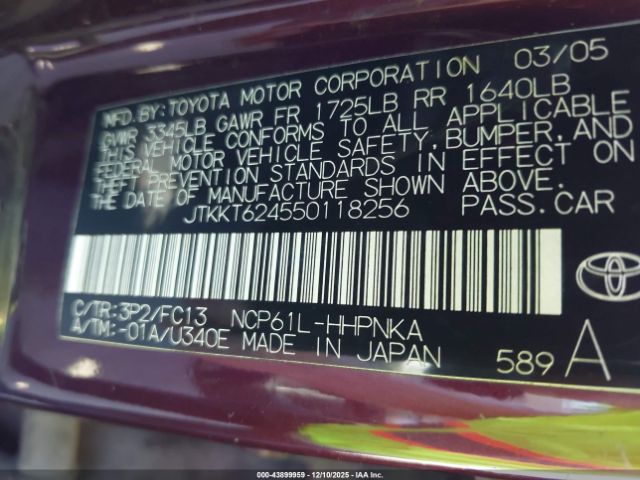 MFD. BY: TOYOTA MOTOR CORPORATION 03/05
GVWR 3345LB GAWR FR 1725LB RR 1640LB
THIS VEHICLE CONFORMS TO ALL APPLICABLE
FEDERAL MOTOR VEHICLE SAFETY, BUMPER, AND
THEFT PREVENTION STANDARDS IN EFFECT ON
THE DATE OF MANUFACTURE SHOWN ABOVE.
JTKKT624550118256 PASS. CAR
C/TR: 3P2/FC13 NCP61L-HHPNKA
A/TM: -01A/U340E MADE IN JAPAN
589 A
000-43899959 - 12/10/2025 - IAA Inc.